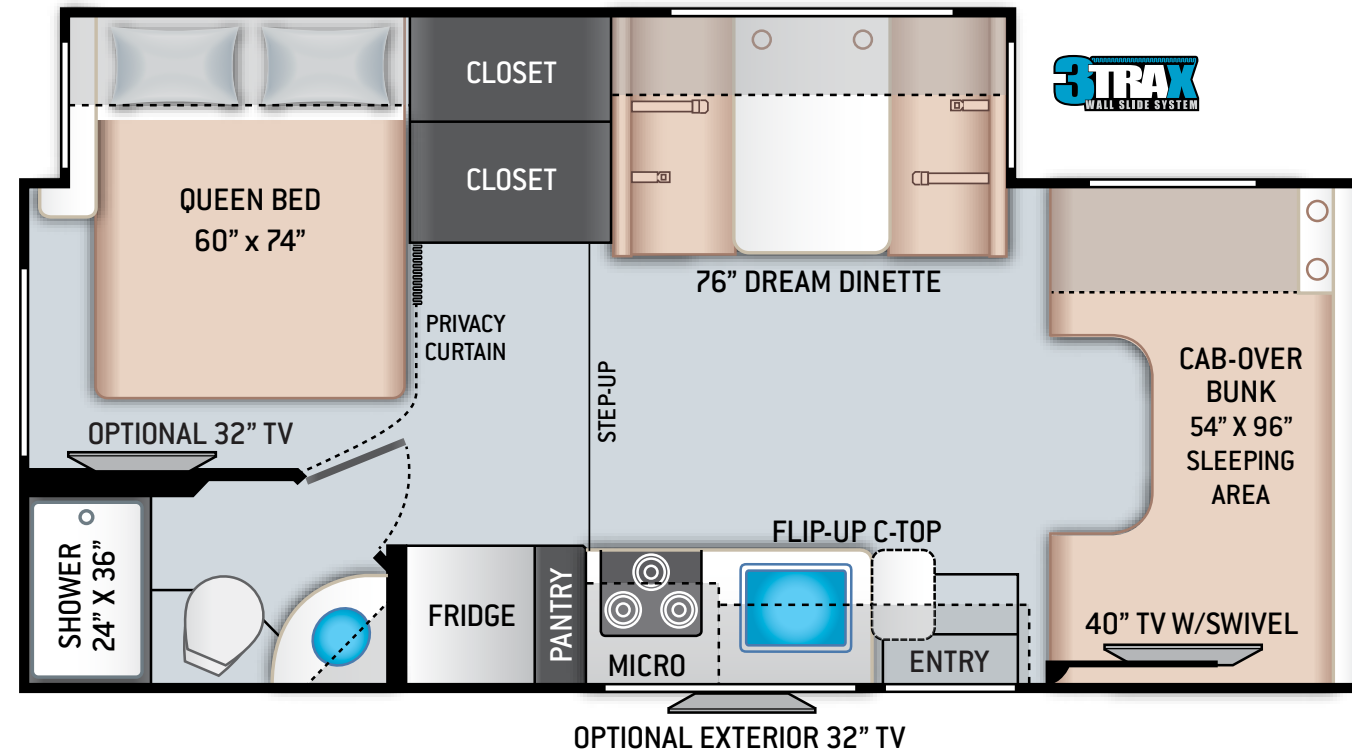 CLOSET
CLOSET
3TRAX
WALL SLIDE SYSTEM
QUEEN BED
60” x 74”
76” DREAM DINETTE
PRIVACY
CURTAIN
STEP-UP
CAB-OVER
BUNK
54” X 96”
SLEEPING
AREA
OPTIONAL 32” TV
FLIP-UP C-TOP
SHOWER
24” X 36”
FRIDGE
PANTRY
MICRO
ENTRY
40” TV W/SWIVEL
OPTIONAL EXTERIOR 32” TV